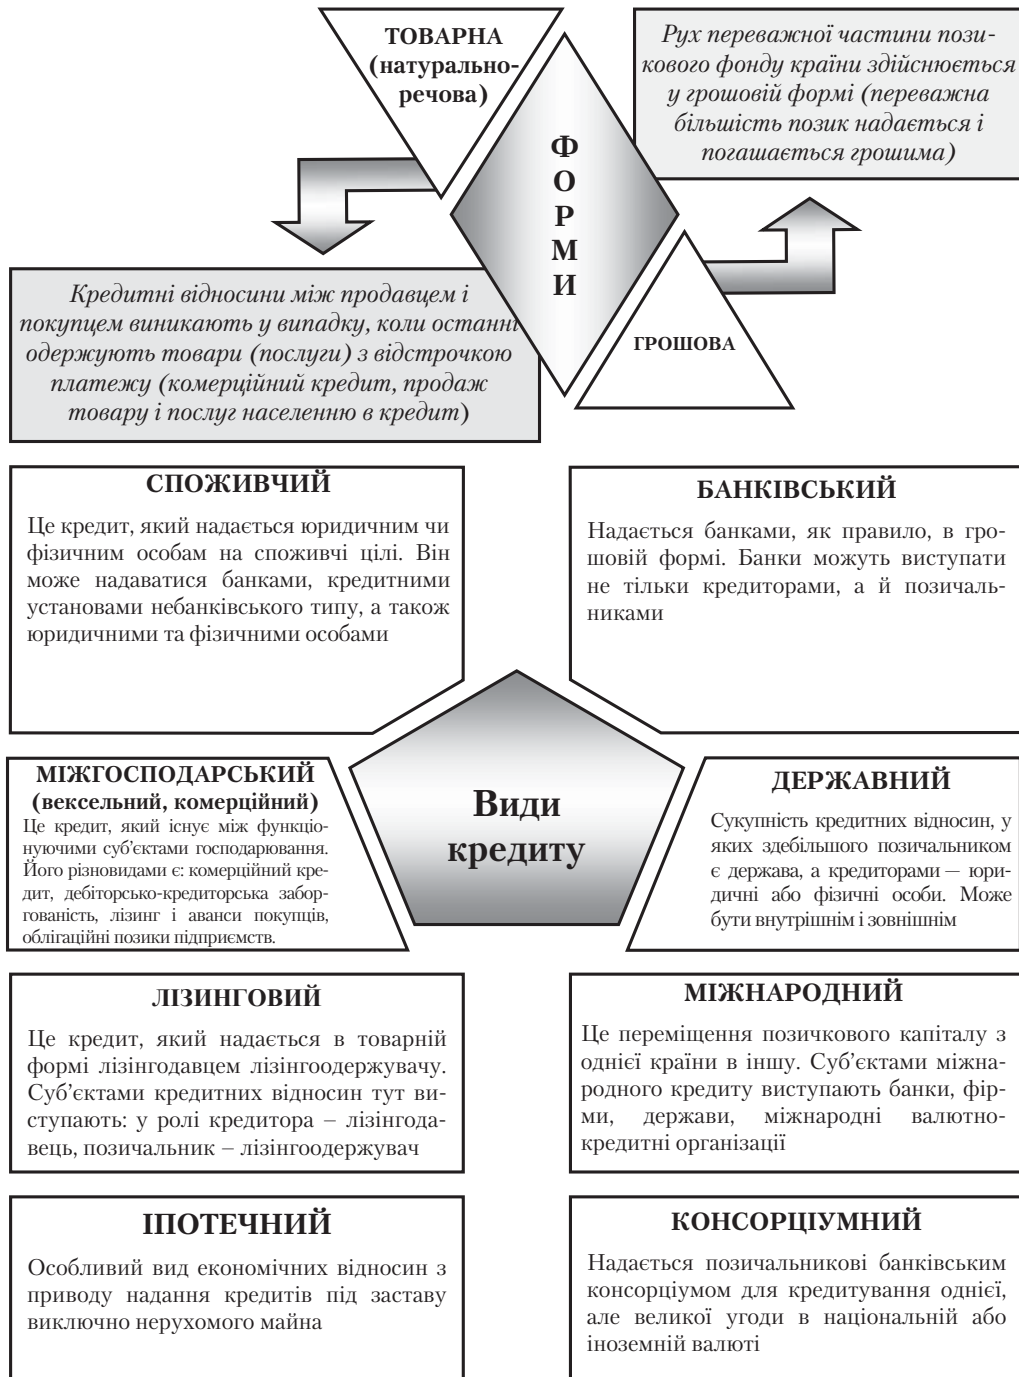 ТОВАРНА
(натурально-
речова)
Рух переважної частини пози-
кового фонду країни здійснюється
у грошовій формі (переважна
більшість позик надається і
погашається грошима)
Ф
О
Р
М
И
Кредитні відносини між продавцем і
покупцем виникають у випадку, коли останні
одержують товари (послуги) з відстрочкою
платежу (комерційний кредит, продаж
товару і послуг населенню в кредит)
ГРОШОВА
СПОЖИВЧИЙ
Це кредит, який надається юридичним чи
фізичним особам на споживчі цілі. Він
може надаватися банками, кредитними
установами небанківського типу, а також
юридичними та фізичними особами
БАНКІВСЬКИЙ
Надається банками, як правило, в гро-
шовій формі. Банки можуть виступати
не тільки кредиторами, а й позичаль-
никами
Види
кредиту
МІЖГОСПОДАРСЬКИЙ
(вексельний, комерційний)
Це кредит, який існує між функціо-
нуючими суб’єктами господарювання.
Його різновидами є: комерційний кре-
дит, дебіторсько-кредиторська забор-
гованість, лізинг і аванси покупців,
облігаційні позики підприємств.
ДЕРЖАВНИЙ
Сукупність кредитних відносин, у
яких здебільшого позичальником
є держава, а кредиторами — юри-
дичні або фізичні особи. Може
бути внутрішнім і зовнішнім
ЛІЗИНГОВИЙ
Це кредит, який надається в товарній
формі лізінгодавцем лізінгоодержувачу.
Суб’єктами кредитних відносин тут ви-
ступають: у ролі кредитора – лізінгода-
вець, позичальник – лізінгоодержувач
МІЖНАРОДНИЙ
Це переміщення позичкового капіталу з
однієї країни в іншу. Суб’єктами міжна-
родного кредиту виступають банки, фір-
ми, держави, міжнародні валютно-
кредитні організації
ІПОТЕЧНИЙ
Особливий вид економічних відносин з
приводу надання кредитів під заставу
виключно нерухомого майна
КОНСОРЦІУМНИЙ
Надається позичальникові банківським
консорціумом для кредитування однієї,
але великої угоди в національній або
іноземній валюті